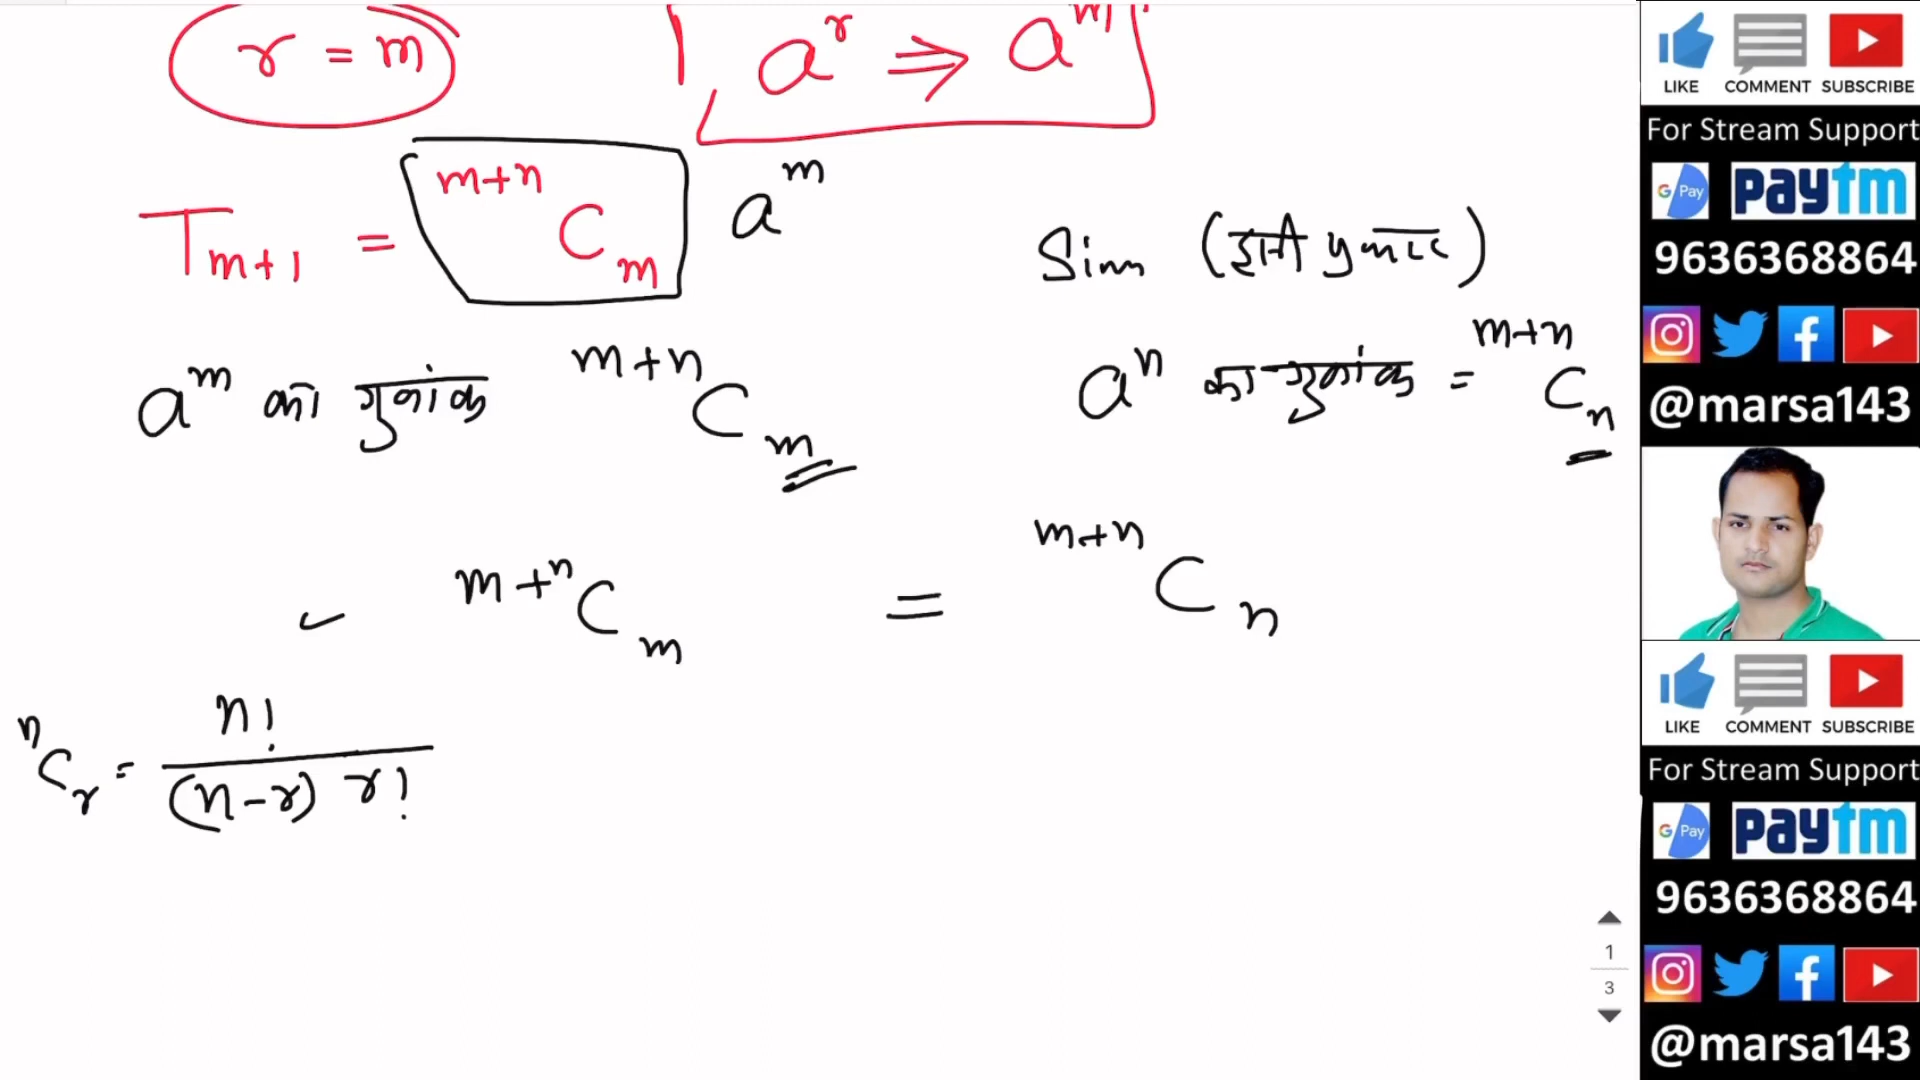 r = m
a^r ⇒ a^m
T_{m+1} = ^{m+n}C_m a^m
Sim (इसी प्रकार)
a^m का गुणांक ^{m+n}C_m
a^n का गुणांक = ^{m+n}C_n
^{m+n}C_m = ^{m+n}C_n
^nC_r = n! / (n-r) r!
1
3
LIKE COMMENT SUBSCRIBE
For Stream Support
G Pay paytm
9636368864
@marsa143
LIKE COMMENT SUBSCRIBE
For Stream Support
G Pay paytm
9636368864
@marsa143